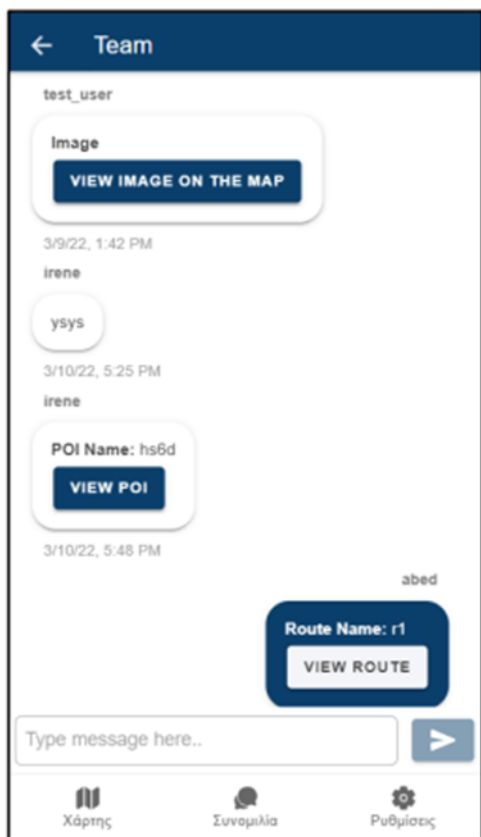 Team
test_user
Image
VIEW IMAGE ON THE MAP
3/9/22, 1:42 PM
irene
ysys
3/10/22, 5:25 PM
irene
POI Name: hs6d
VIEW POI
3/10/22, 5:48 PM
abed
Route Name: r1
VIEW ROUTE
Type message here..
Χάρτης Συνομιλία Ρυθμίσεις